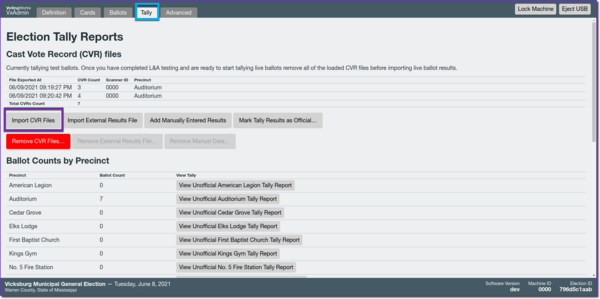 VotingWorks
VxAdmin
Definition Cards Ballots Tally Advanced Lock Machine Eject USB
Election Tally Reports
Cast Vote Record (CVR) files
Currently tallying test ballots. Once you have completed L&A testing and are ready to start tallying live ballots remove all of the loaded CVR files before importing live ballot results.
File Exported At CVR Count Scanner ID Precinct
06/09/2021 09:19:27 PM 3 0000 Auditorium
06/09/2021 09:20:42 PM 4 0000 Auditorium
Total CVRs Count 7
Import CVR Files Import External Results File Add Manually Entered Results Mark Tally Results as Official…
Remove CVR Files… Remove External Results File… Remove Manual Data…
Ballot Counts by Precinct
Precinct Ballot Count View Tally
American Legion 0 View Unofficial American Legion Tally Report
Auditorium 7 View Unofficial Auditorium Tally Report
Cedar Grove 0 View Unofficial Cedar Grove Tally Report
Elks Lodge 0 View Unofficial Elks Lodge Tally Report
First Baptist Church 0 View Unofficial First Baptist Church Tally Report
Kings Gym 0 View Unofficial Kings Gym Tally Report
No. 5 Fire Station 0 View Unofficial No. 5 Fire Station Tally Report
Vicksburg Municipal General Election — Tuesday, June 8, 2021 Software Version Machine ID Election ID
Warren County, State of Mississippi dev 0000 796d5c1aab